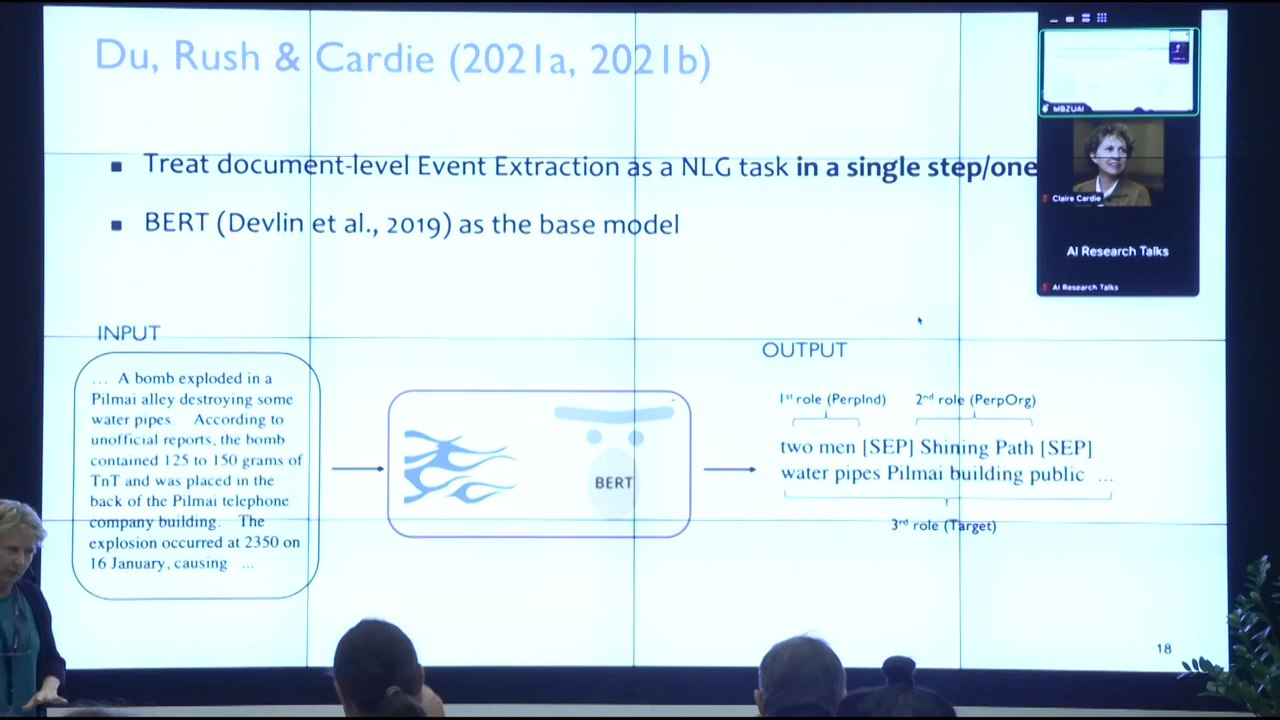 Du, Rush & Cardie (2021a, 2021b)
▪ Treat document-level Event Extraction as a NLG task in a single step/one
▪ BERT (Devlin et al., 2019) as the base model
MBZUAI
Claire Cardie
AI Research Talks
AI Research Talks
INPUT
... A bomb exploded in a
Pilmai alley destroying some
water pipes. According to
unofficial reports, the bomb
contained 125 to 150 grams of
TnT and was placed in the
back of the Pilmai telephone
company building. The
explosion occurred at 2350 on
16 January, causing ...
BERT
OUTPUT
1st role (PerpInd) 2nd role (PerpOrg)
two men [SEP] Shining Path [SEP]
water pipes Pilmai building public ...
3rd role (Target)
18